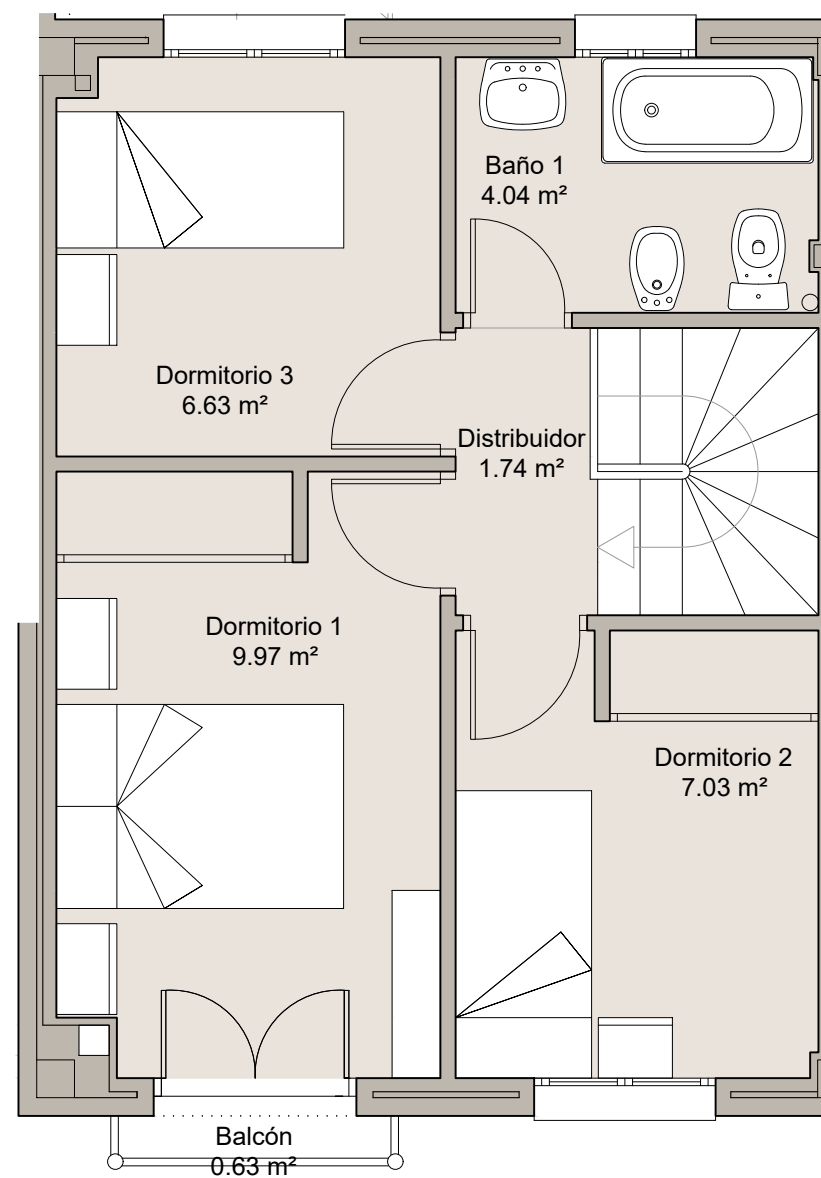 Baño 1
4.04 m²
Dormitorio 3
6.63 m²
Distribuidor
1.74 m²
Dormitorio 1
9.97 m²
Dormitorio 2
7.03 m²
Balcón
0.63 m²